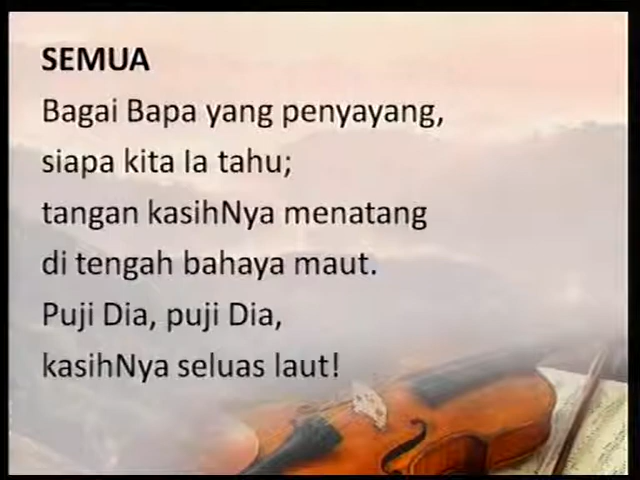 SEMUA
Bagai Bapa yang penyayang,
siapa kita Ia tahu;
tangan kasihNya menatang
di tengah bahaya maut.
Puji Dia, puji Dia,
kasihNya seluas laut!